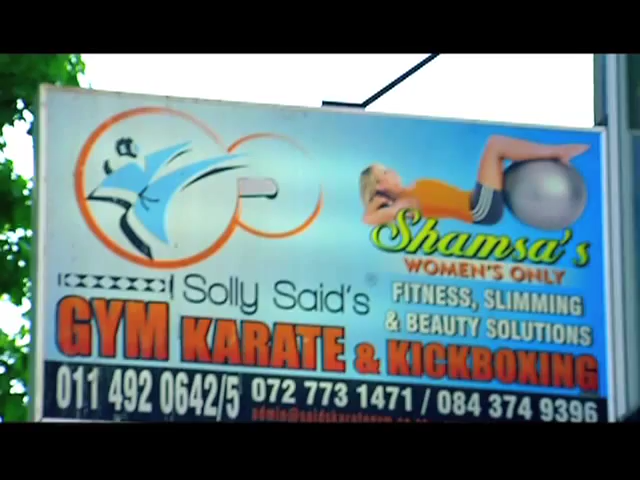 Shamsa's
WOMEN'S ONLY
Solly Said's®
FITNESS, SLIMMING
& BEAUTY SOLUTIONS
GYM KARATE & KICKBOXING
011 492 0642/5 072 773 1471 / 084 374 9396